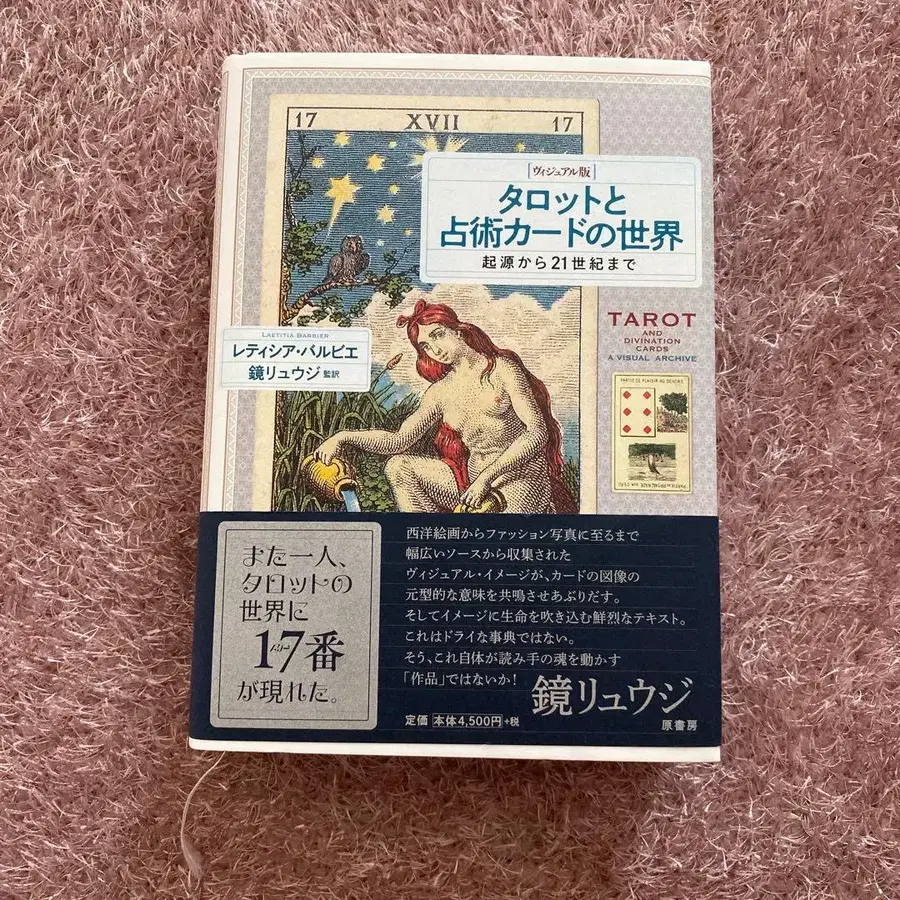 17 XVII 17
[ヴィジュアル版]
タロットと
占術カードの世界
起源から21世紀まで
LAETITIA BARBIER
レティシア・バルビエ
鏡リュウジ 監訳
TAROT
AND
DIVINATION
CARDS
A VISUAL ARCHIVE
PARTIE DE PLAISIR AU DEHORS
また一人、
タロットの
世界に
17番
が現れた。
西洋絵画からファッション写真に至るまで
幅広いソースから収集された
ヴィジュアル・イメージが、カードの図像の
元型的な意味を共鳴させあぶりだす。
そしてイメージに生命を吹き込む鮮烈なテキスト。
これはドライな事典ではない。
そう、これ自体が読み手の魂を動かす
「作品」ではないか!
鏡リュウジ
定価 本体4,500円+税
原書房